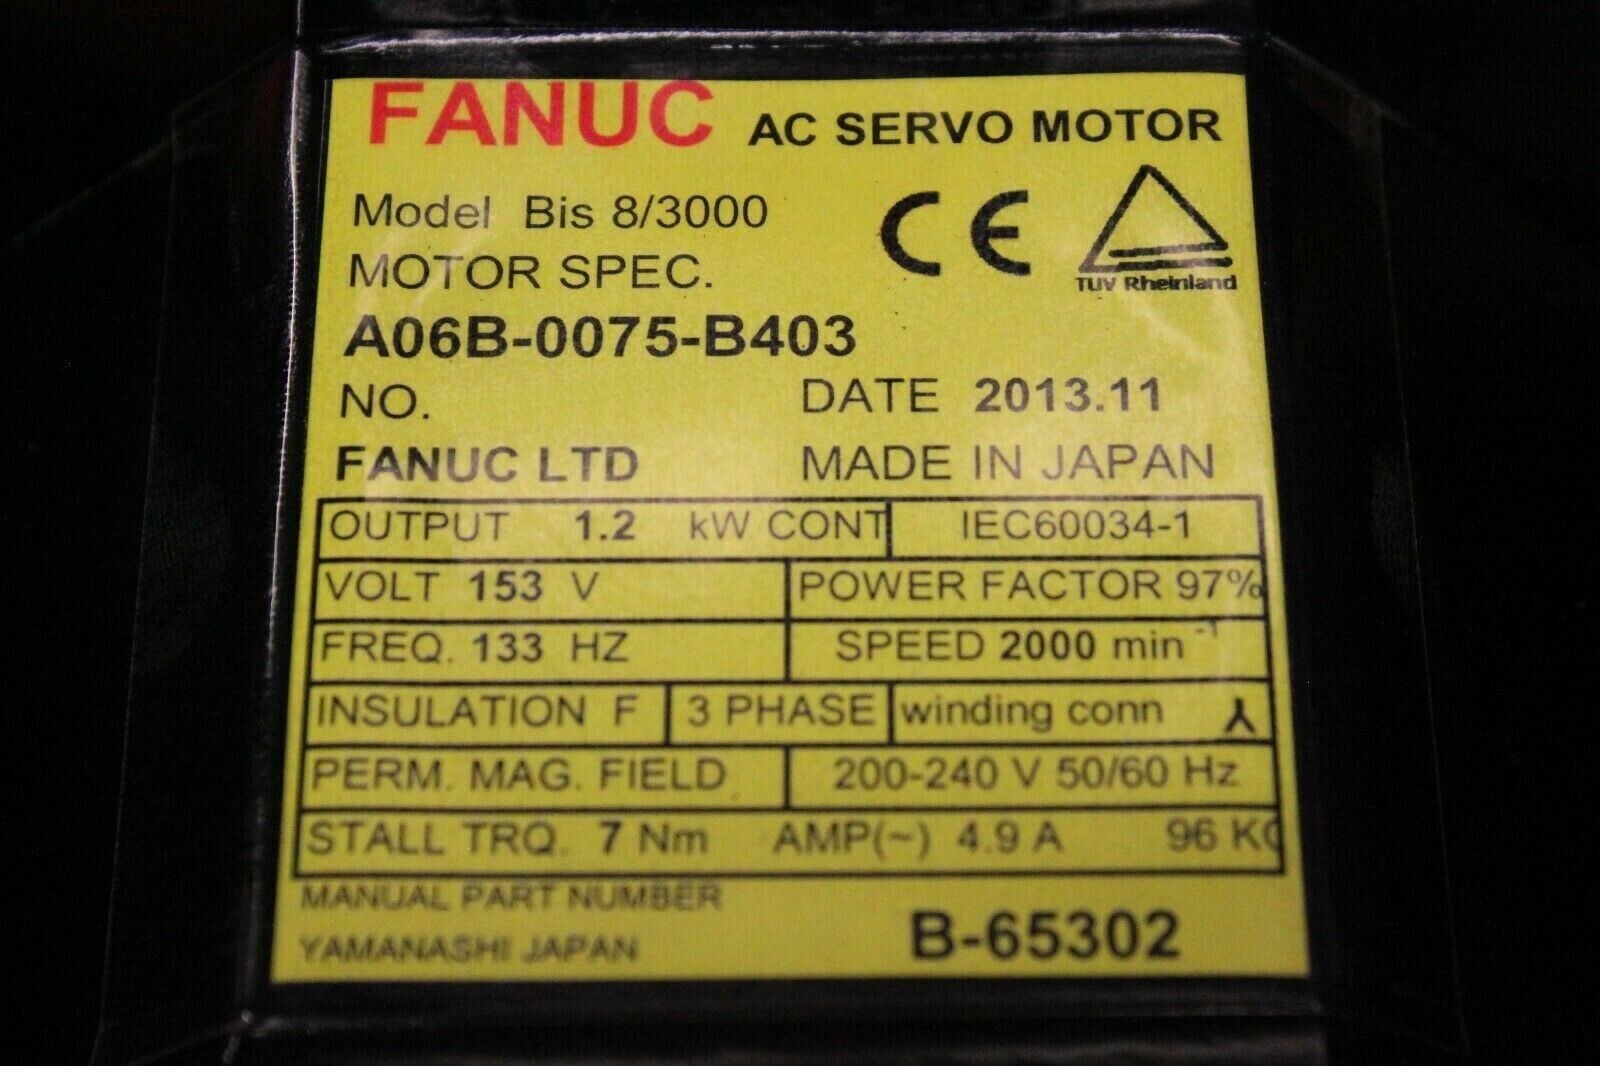 FANUC AC SERVO MOTOR
Model Bis 8/3000
MOTOR SPEC.
TUV Rheinland
A06B-0075-B403
NO. DATE 2013.11
FANUC LTD MADE IN JAPAN
OUTPUT 1.2 kW CONT IEC60034-1
VOLT 153 V POWER FACTOR 97%
FREQ. 133 HZ SPEED 2000 min⁻¹
INSULATION F 3 PHASE winding conn
PERM. MAG. FIELD 200-240 V 50/60 Hz
STALL TRQ. 7 Nm AMP(~) 4.9 A 96 KG
MANUAL PART NUMBER
YAMANASHI JAPAN B-65302